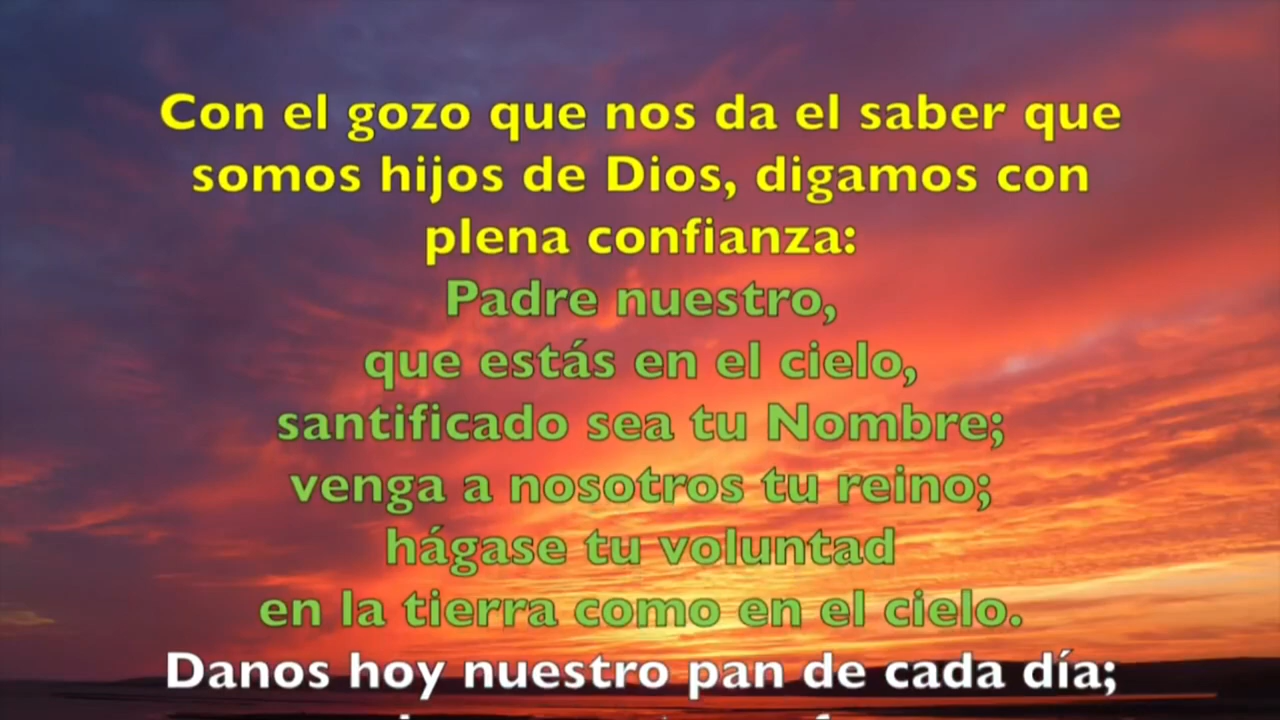 Con el gozo que nos da el saber que
somos hijos de Dios, digamos con
plena confianza:
Padre nuestro,
que estás en el cielo,
santificado sea tu Nombre;
venga a nosotros tu reino;
hágase tu voluntad
en la tierra como en el cielo.
Danos hoy nuestro pan de cada día;